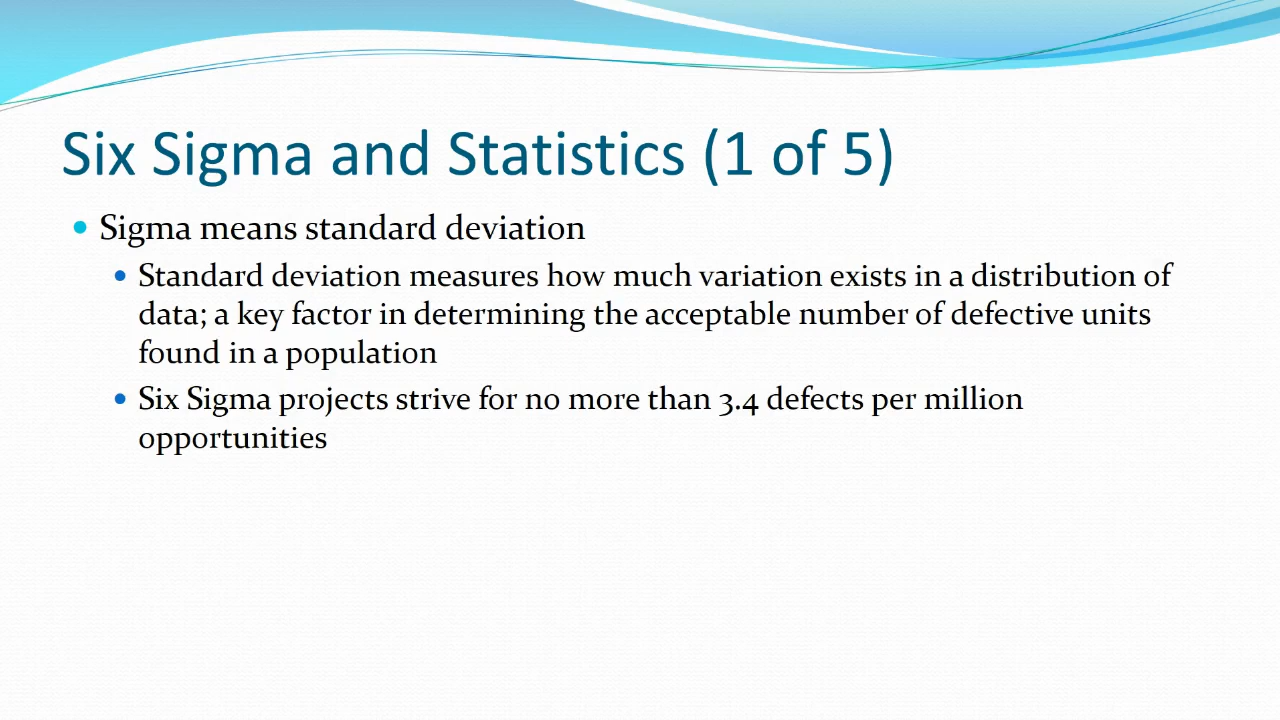 Six Sigma and Statistics (1 of 5)
Sigma means standard deviation
Standard deviation measures how much variation exists in a distribution of
data; a key factor in determining the acceptable number of defective units
found in a population
Six Sigma projects strive for no more than 3.4 defects per million
opportunities